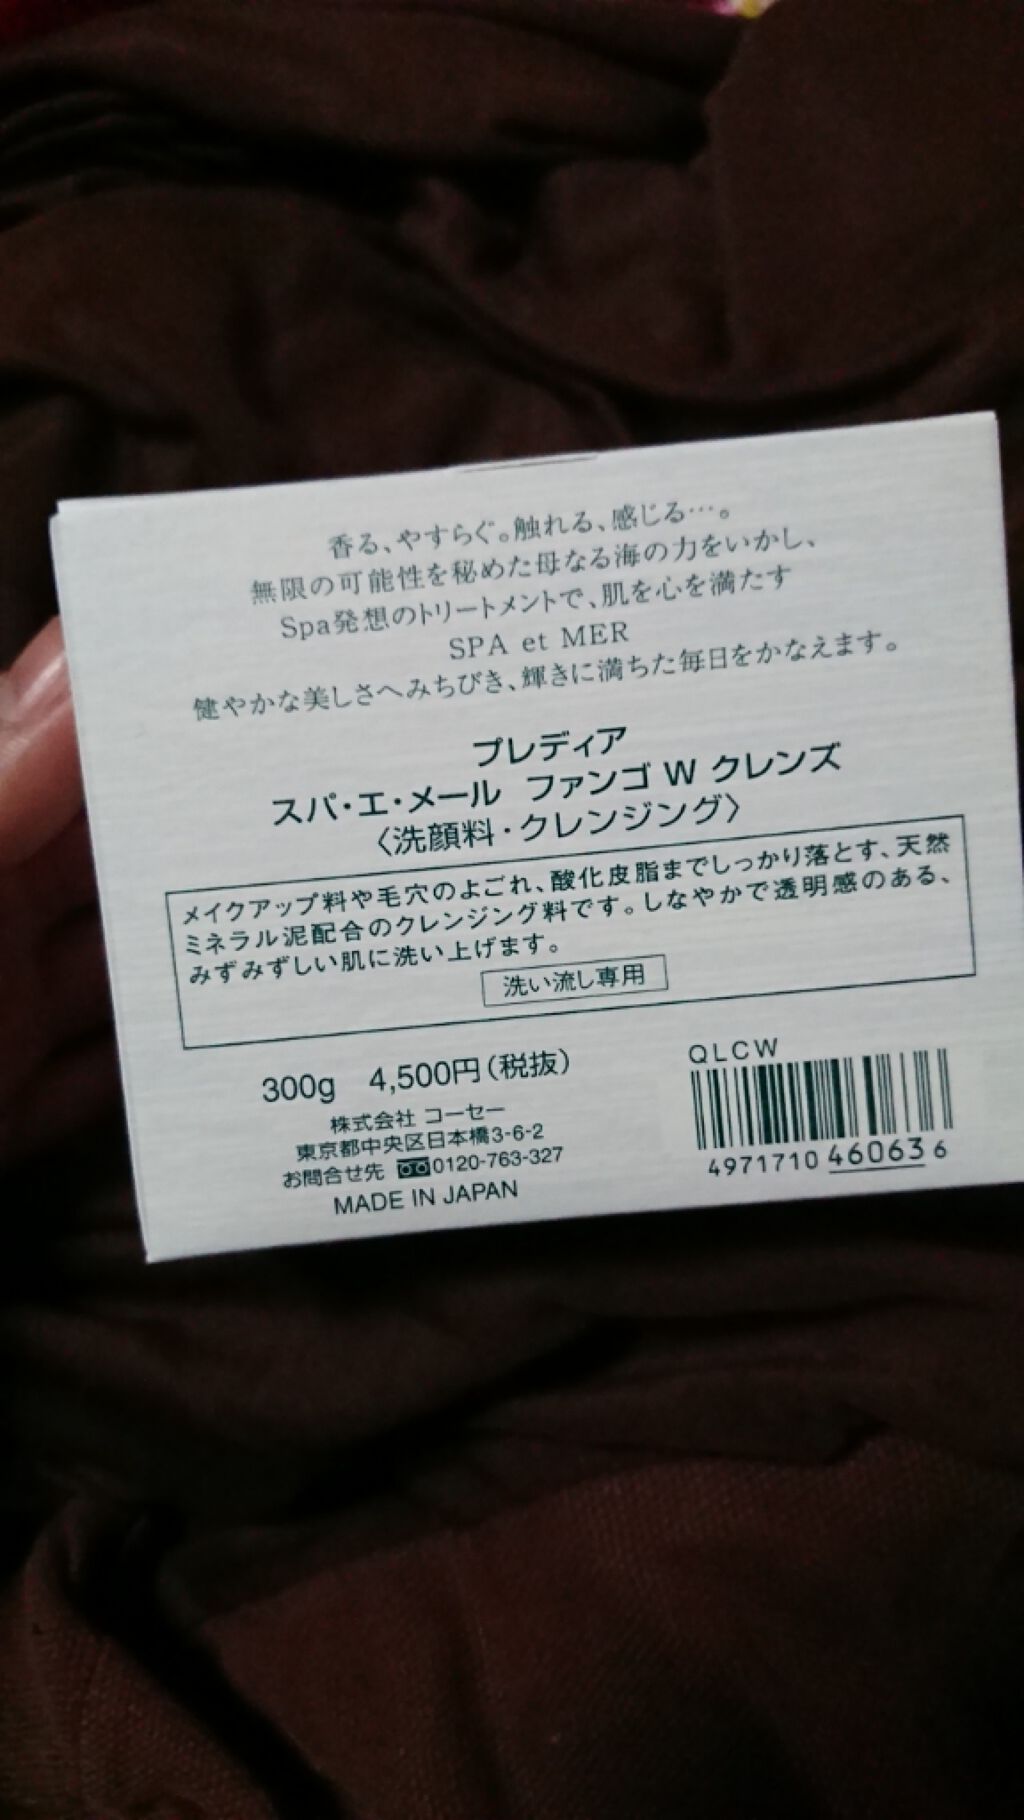 香る、やすらぐ。触れる、感じる…。
無限の可能性を秘めた母なる海の力をいかし、
Spa発想のトリートメントで、肌を心を満たす
SPA et MER
健やかな美しさへみちびき、輝きに満ちた毎日をかなえます。
プレディア
スパ・エ・メール ファンゴ W クレンズ
〈洗顔料・クレンジング〉
メイクアップ料や毛穴のよごれ、酸化皮脂までしっかり落とす、天然
ミネラル泥配合のクレンジング料です。しなやかで透明感のある、
みずみずしい肌に洗い上げます。
洗い流し専用
300g 4,500円(税抜)
株式会社 コーセー
東京都中央区日本橋3-6-2
お問合せ先 0120-763-327
MADE IN JAPAN
QLCW
4971710 460636